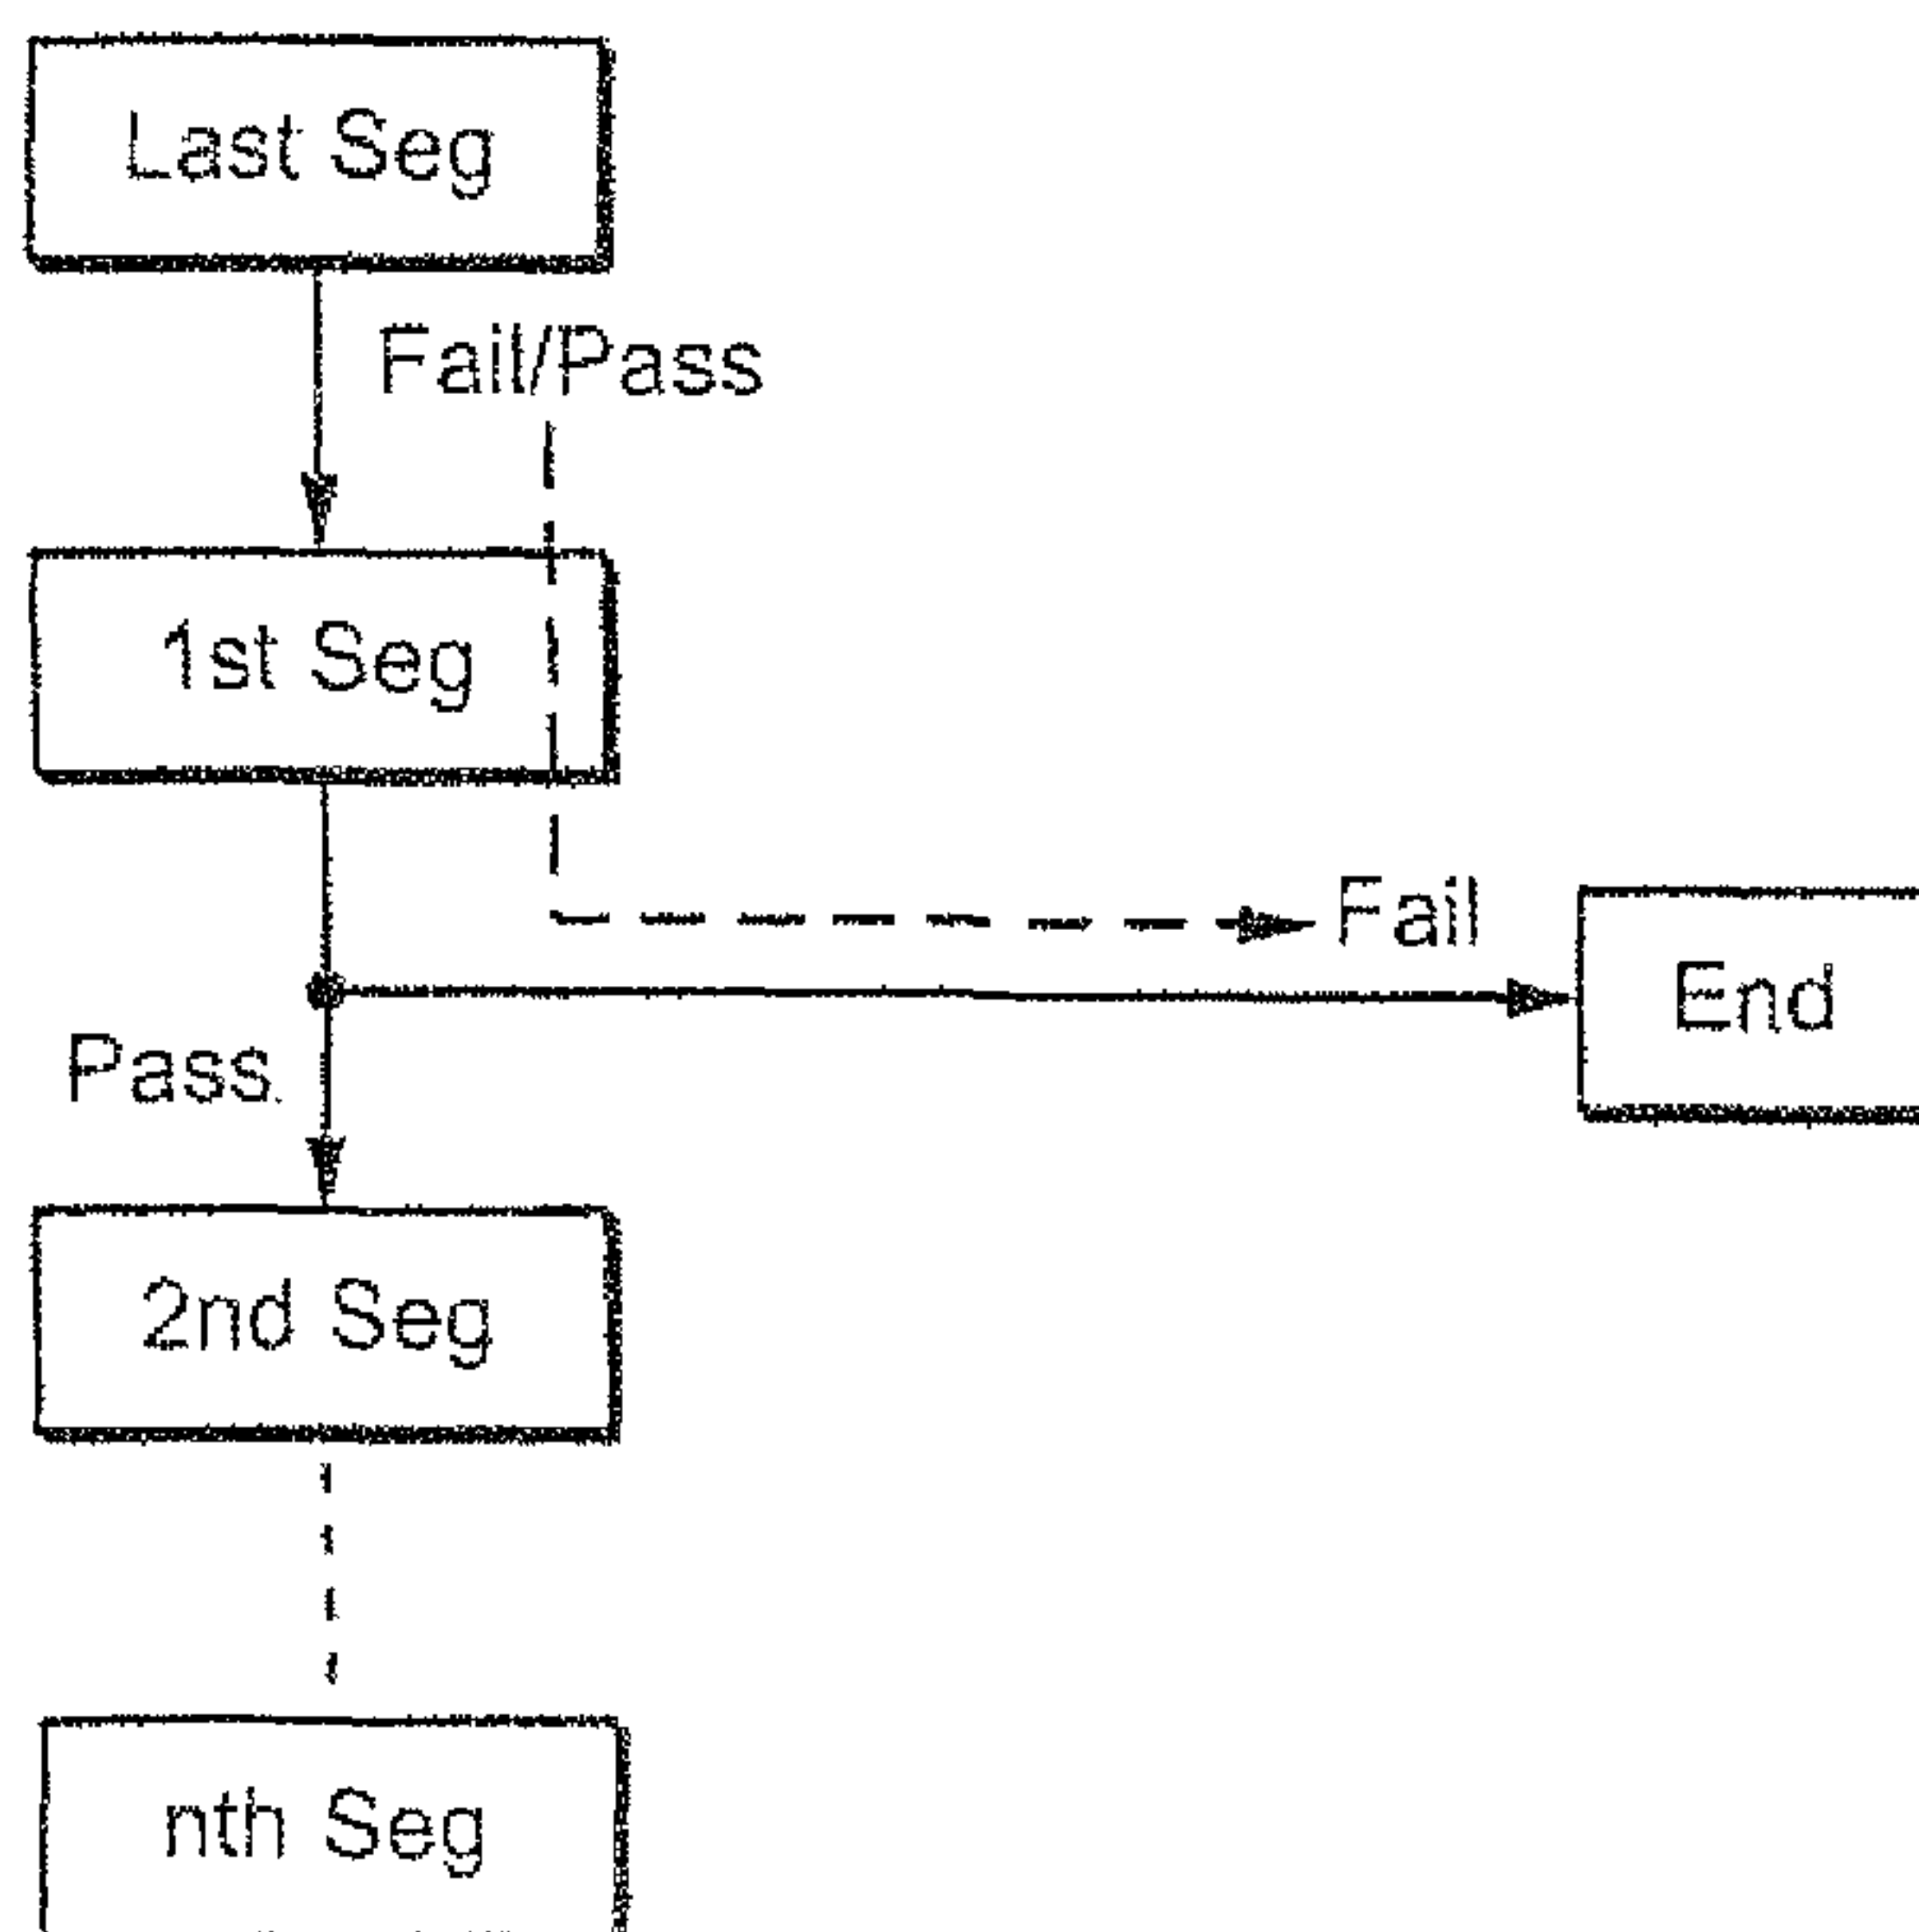 Last Seg
Fail/Pass
1st Seg
Fail
End
Pass
2nd Seg
nth Seg